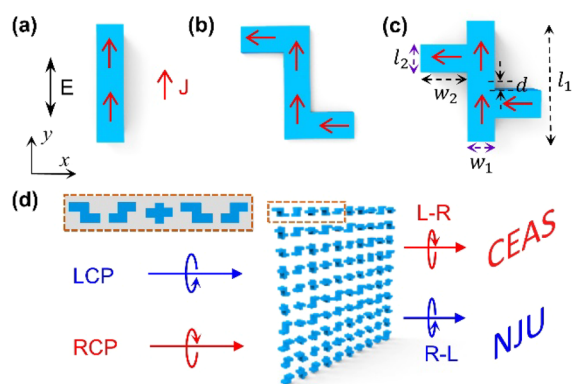 (a)
(b)
(c)
E
J
y
x
l₂
w₂
d
l₁
w₁
(d)
L-R
CEAS
LCP
RCP
R-L
NJU